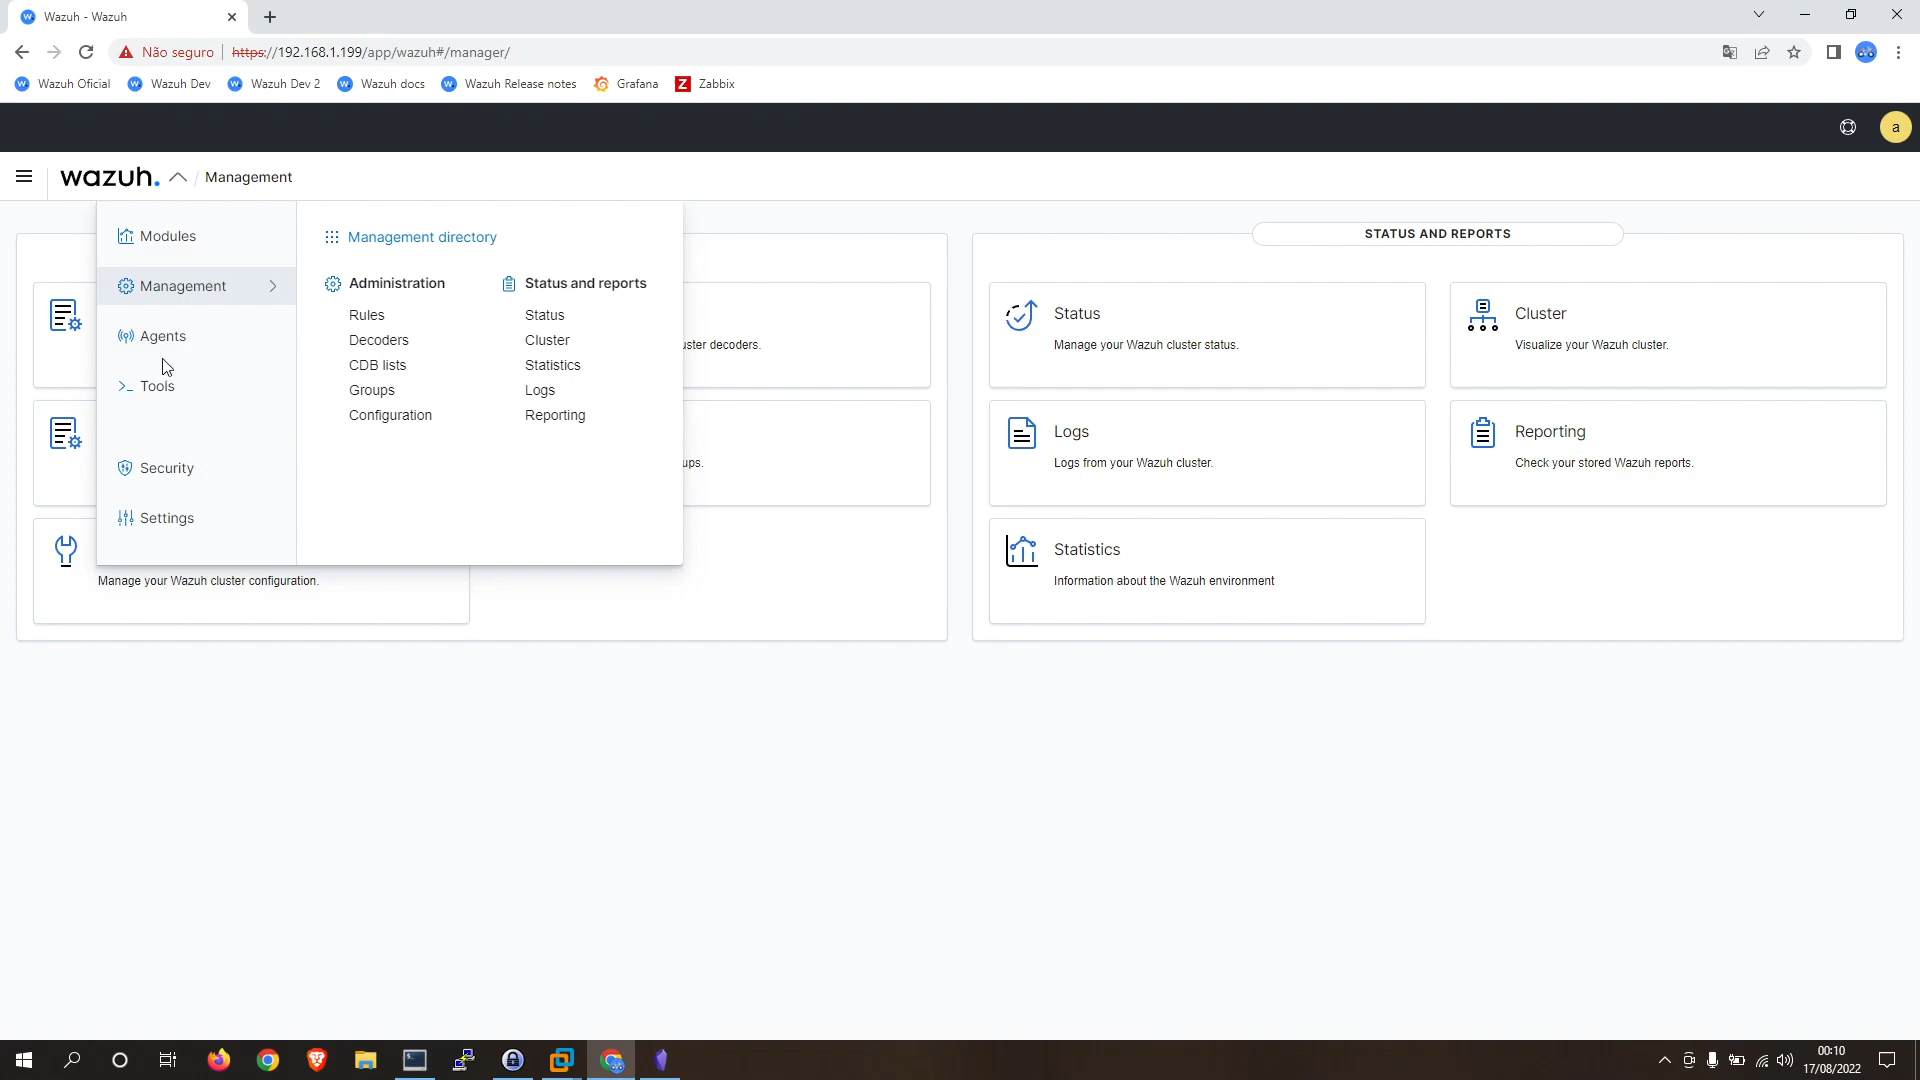 Wazuh - Wazuh
Não seguro
https://192.168.1.199/app/wazuh#/manager/
Wazuh Oficial
Wazuh Dev
Wazuh Dev 2
Wazuh docs
Wazuh Release notes
Grafana
Zabbix
a
wazuh.
/ Management
Modules
Management
Agents
Tools
Security
Settings
Management directory
Administration
Rules
Decoders
CDB lists
Groups
Configuration
Status and reports
Status
Cluster
Statistics
Logs
Reporting
uster decoders.
ups.
Manage your Wazuh cluster configuration.
STATUS AND REPORTS
Status
Manage your Wazuh cluster status.
Cluster
Visualize your Wazuh cluster.
Logs
Logs from your Wazuh cluster.
Reporting
Check your stored Wazuh reports.
Statistics
Information about the Wazuh environment
00:10
17/08/2022